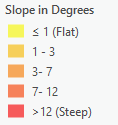 Slope in Degrees
≤ 1 (Flat)
1 - 3
3- 7
7- 12
>12 (Steep)